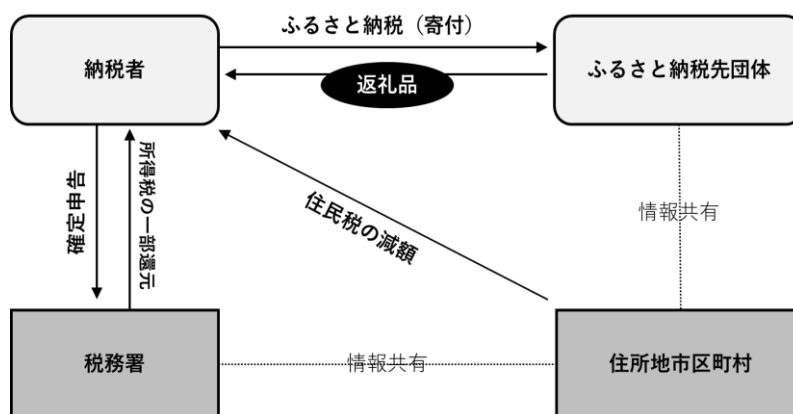 ふるさと納税（寄付）
納税者
返礼品
ふるさと納税先団体
確定申告
所得税の一部還元
住民税の減額
情報共有
税務署
情報共有
住所地市区町村